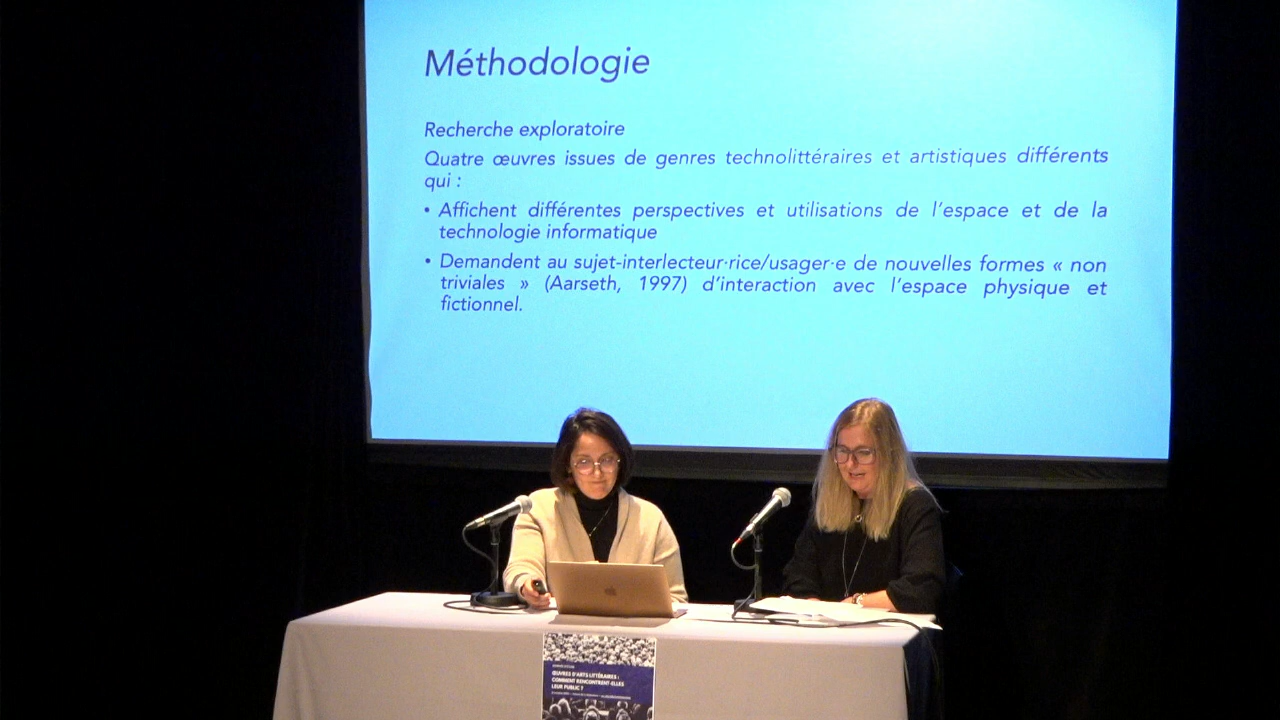 Méthodologie
Recherche exploratoire
Quatre œuvres issues de genres technolittéraires et artistiques différents
qui :
• Affichent différentes perspectives et utilisations de l'espace et de la
technologie informatique
• Demandent au sujet-interlecteur·rice/usager·e de nouvelles formes « non
triviales » (Aarseth, 1997) d'interaction avec l'espace physique et
fictionnel.
ŒUVRES D'ARTS LITTÉRAIRES :
COMMENT RENCONTRENT-ELLES
LEUR PUBLIC ?